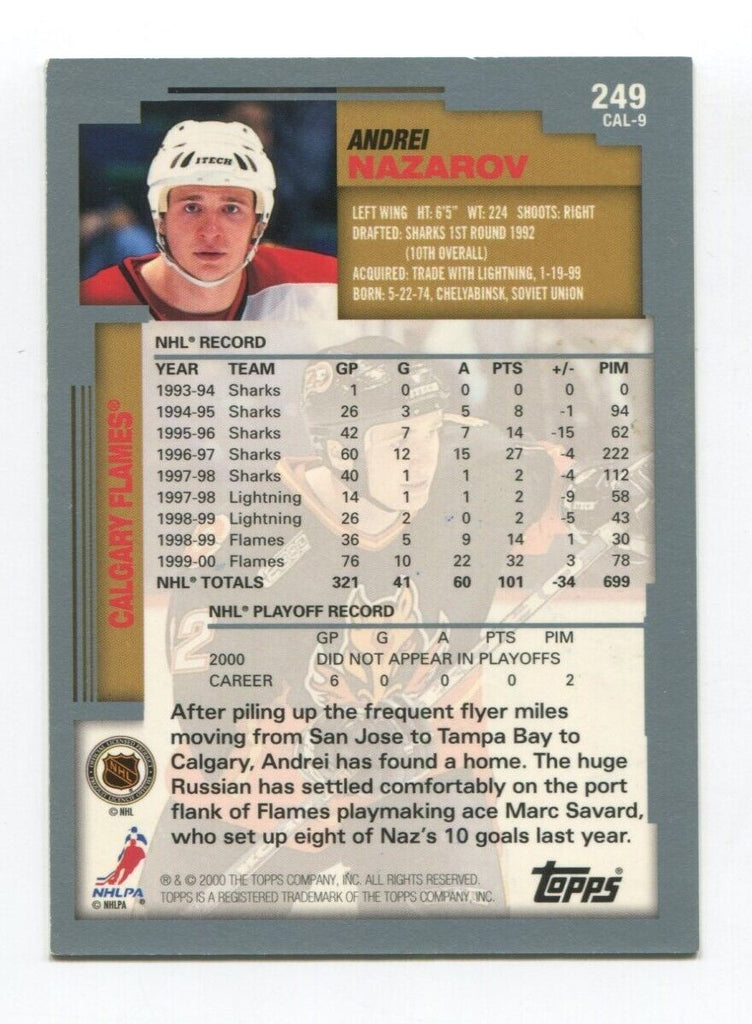 249
CAL-9
ITECH
ANDREI
NAZAROV
LEFT WING HT: 6'5" WT: 224 SHOOTS: RIGHT
DRAFTED: SHARKS 1ST ROUND 1992
(10TH OVERALL)
ACQUIRED: TRADE WITH LIGHTNING, 1-19-99
BORN: 5-22-74, CHELYABINSK, SOVIET UNION
CALGARY FLAMES®
NHL® RECORD
YEAR TEAM GP G A PTS +/- PIM
1993-94 Sharks 1 0 0 0 0 0
1994-95 Sharks 26 3 5 8 -1 94
1995-96 Sharks 42 7 7 14 -15 62
1996-97 Sharks 60 12 15 27 -4 222
1997-98 Sharks 40 1 1 2 -4 112
1997-98 Lightning 14 1 1 2 -9 58
1998-99 Lightning 26 2 0 2 -5 43
1998-99 Flames 36 5 9 14 1 30
1999-00 Flames 76 10 22 32 3 78
NHL® TOTALS 321 41 60 101 -34 699
NHL® PLAYOFF RECORD
GP G A PTS PIM
2000 DID NOT APPEAR IN PLAYOFFS
CAREER 6 0 0 0 2
After piling up the frequent flyer miles
moving from San Jose to Tampa Bay to
Calgary, Andrei has found a home. The huge
Russian has settled comfortably on the port
flank of Flames playmaking ace Marc Savard,
who set up eight of Naz's 10 goals last year.
NHL
© NHL
NHLPA
© NHLPA ®
® & © 2000 THE TOPPS COMPANY, INC. ALL RIGHTS RESERVED.
TOPPS IS A REGISTERED TRADEMARK OF THE TOPPS COMPANY, INC.
TOPPS®